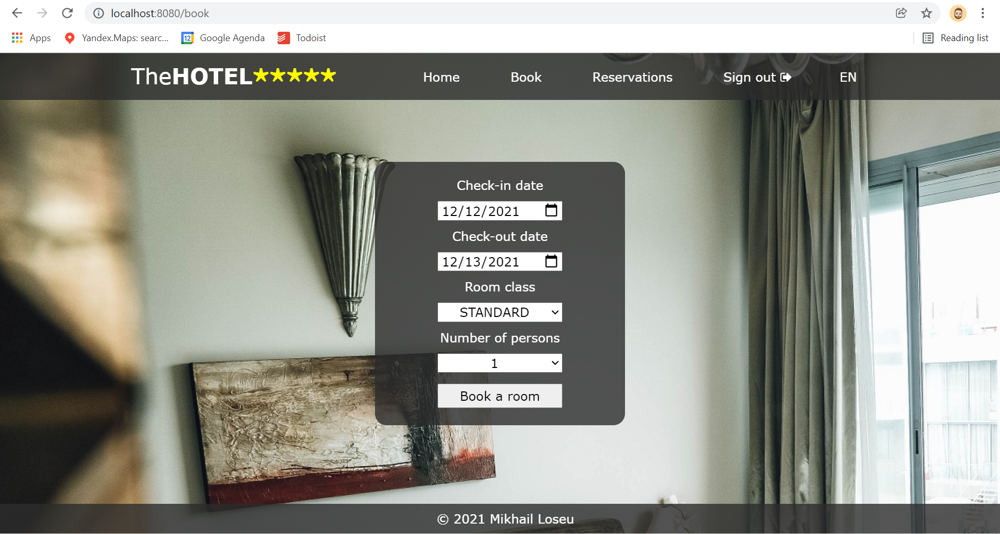 localhost:8080/book
Apps Yandex.Maps: searc... 12 Google Agenda Todoist Reading list
TheHOTEL★★★★★ Home Book Reservations Sign out EN
Check-in date
12/12/2021
Check-out date
12/13/2021
Room class
STANDARD
Number of persons
1
Book a room
© 2021 Mikhail Loseu